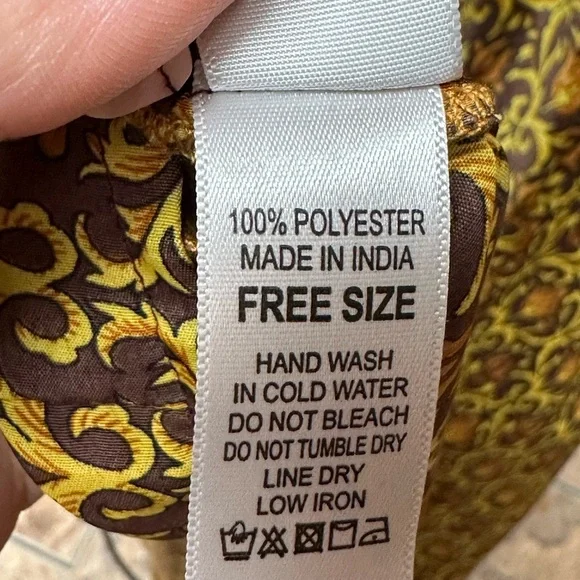 100% POLYESTER
MADE IN INDIA
FREE SIZE
HAND WASH
IN COLD WATER
DO NOT BLEACH
DO NOT TUMBLE DRY
LINE DRY
LOW IRON